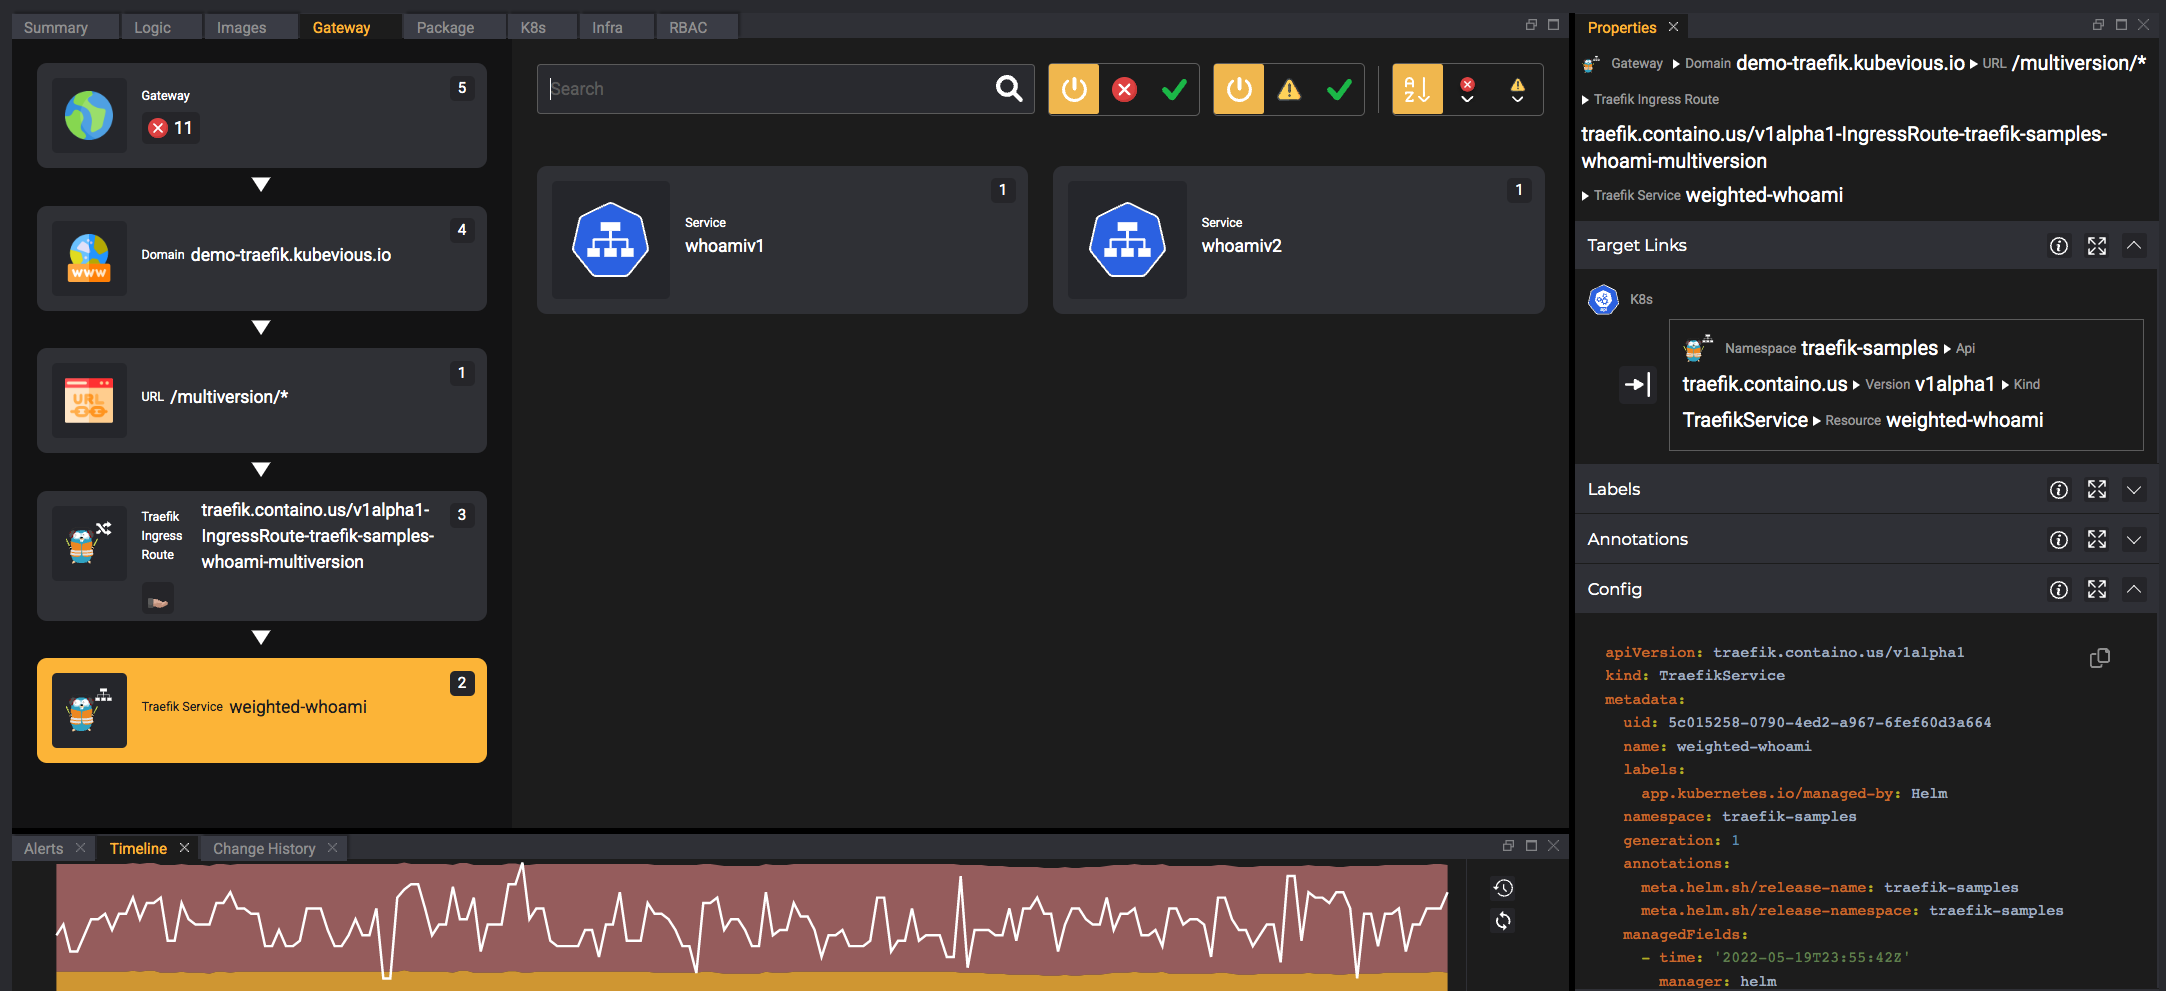 Summary Logic Images Gateway Package K8s Infra RBAC
Gateway
5
11
Domain demo-traefik.kubevious.io
4
WWW
URL /multiversion/*
1
URL
Traefik Ingress Route
traefik.containo.us/v1alpha1-
IngressRoute-traefik-samples-
whoami-multiversion
3
Traefik Service weighted-whoami
2
Search
A
Z
Service
whoamiv1
1
Service
whoamiv2
1
Alerts Timeline Change History
Properties
Gateway Domain demo-traefik.kubevious.io URL /multiversion/*
Traefik Ingress Route
traefik.containo.us/v1alpha1-IngressRoute-traefik-samples-
whoami-multiversion
Traefik Service weighted-whoami
Target Links
K8s
api
Namespace traefik-samples Api
traefik.containo.us Version v1alpha1 Kind
TraefikService Resource weighted-whoami
Labels
Annotations
Config
apiVersion: traefik.containo.us/v1alpha1
kind: TraefikService
metadata:
uid: 5c015258-0790-4ed2-a967-6fef60d3a664
name: weighted-whoami
labels:
app.kubernetes.io/managed-by: Helm
namespace: traefik-samples
generation: 1
annotations:
meta.helm.sh/release-name: traefik-samples
meta.helm.sh/release-namespace: traefik-samples
managedFields:
- time: '2022-05-19T23:55:42Z'
manager: helm